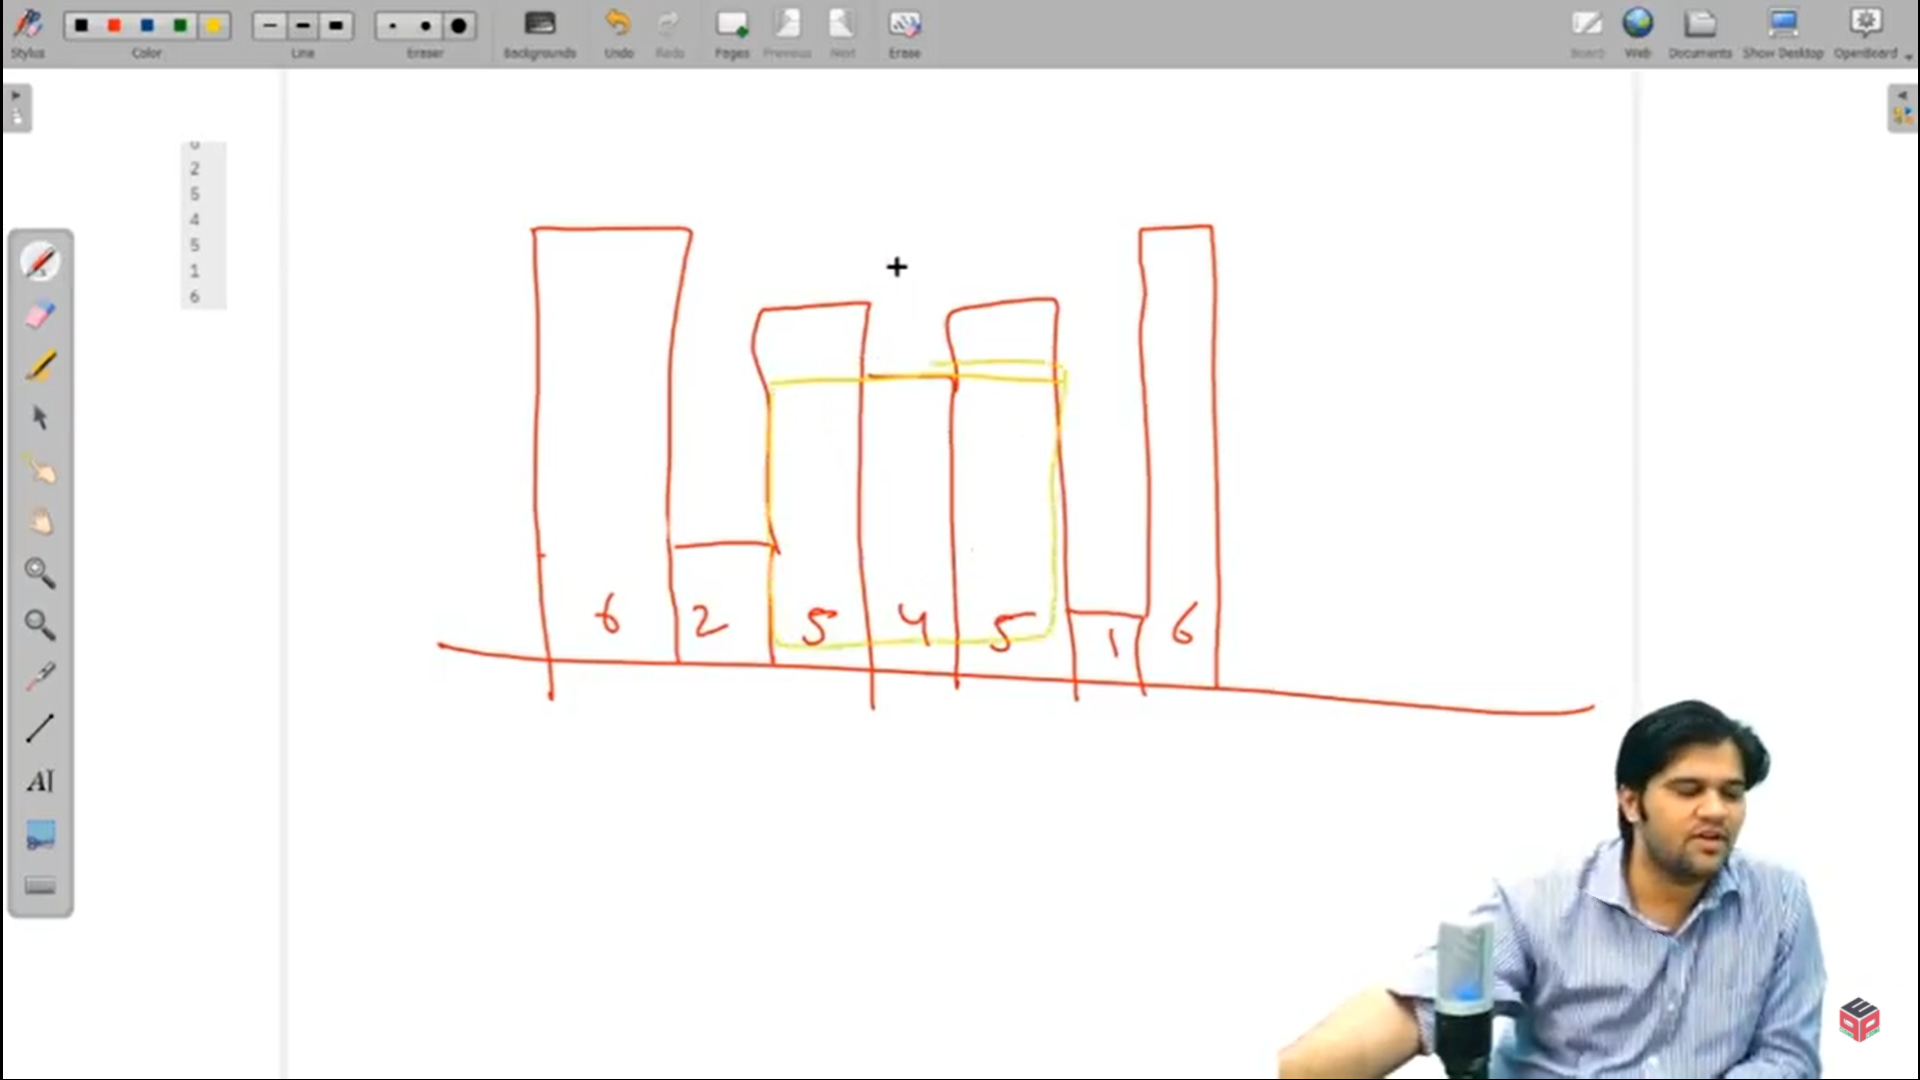 Stylus
Color
Line
Eraser
Backgrounds
Undo
Redo
Pages
Previous
Next
Erase
Board
Web
Documents
Show Desktop
OpenBoard
2
5
4
5
1
6
AI
6 2 5 4 5 1 6